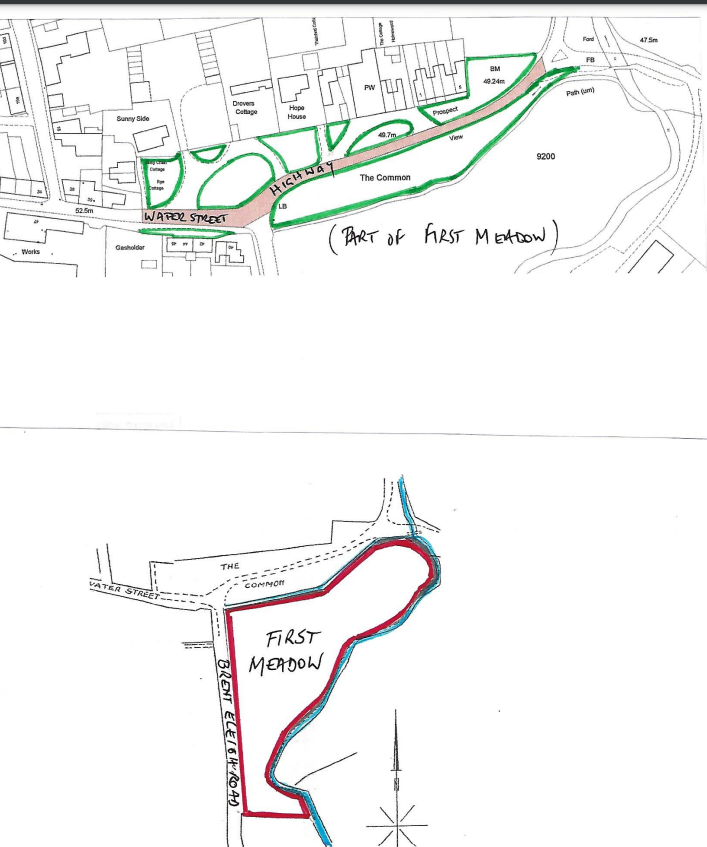 47.5m
Ford
FB
Path (um)
The Cottage
PW
BM
49.24m
Drovers
Cottage
Hope
House
Sunny Side
Prospect
View
49.7m
9200
Cottage
Rye
Cottage
HIGHWAY
The Common
LB
52.5m
WATER STREET
Works
Gasholder
(PART OF FIRST MEADOW)
THE
COMMON
WATER STREET
FIRST
MEADOW
BRENT ELEIGH ROAD
N